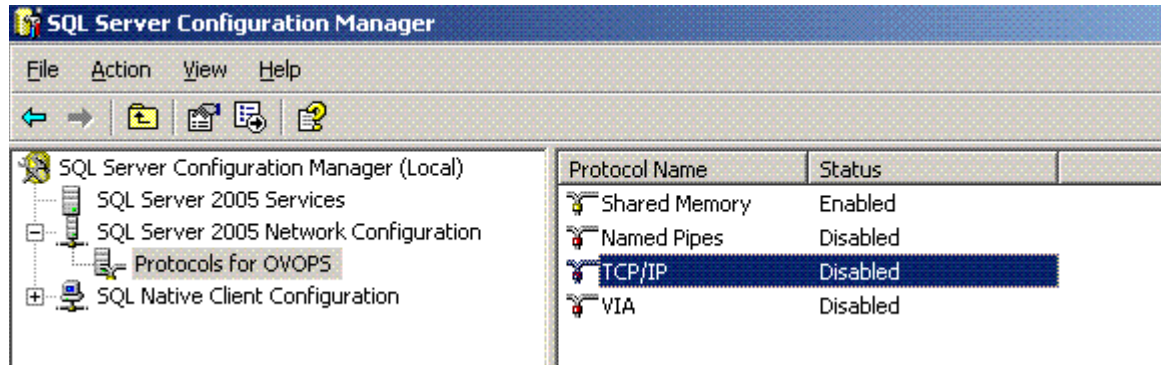 SQL Server Configuration Manager
File Action View Help
SQL Server Configuration Manager (Local)
SQL Server 2005 Services
SQL Server 2005 Network Configuration
Protocols for OVOPS
SQL Native Client Configuration
Protocol Name Status
Shared Memory Enabled
Named Pipes Disabled
TCP/IP Disabled
VIA Disabled